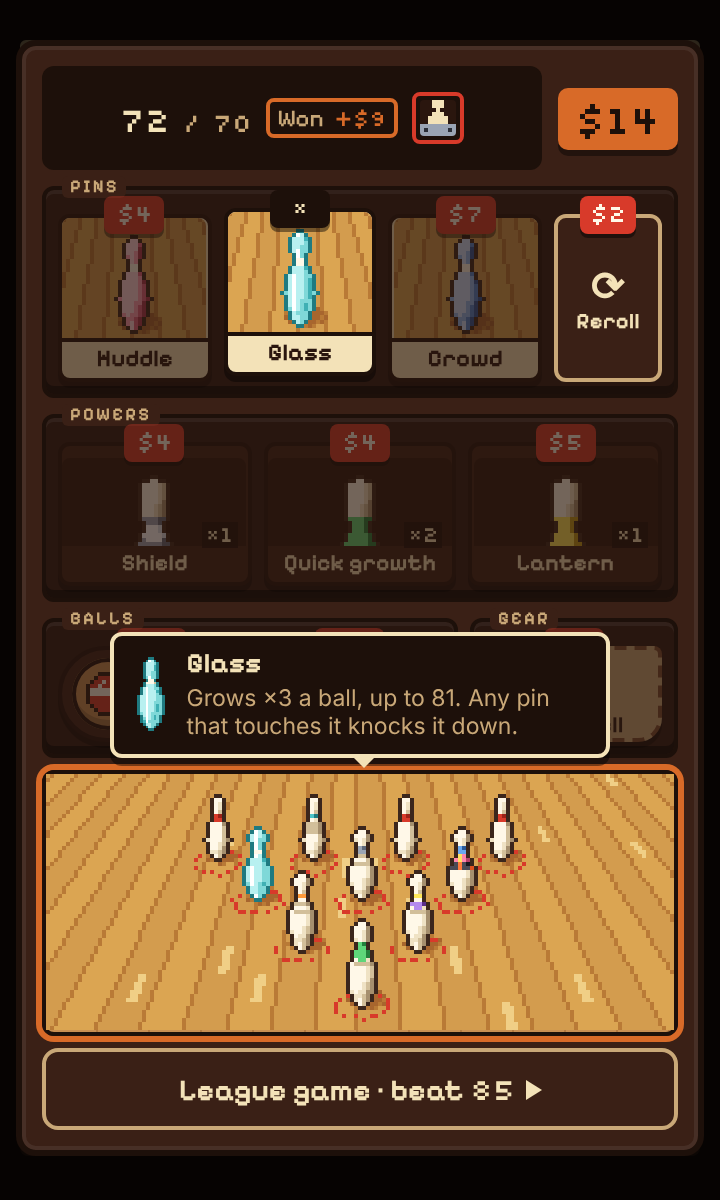 72 / 70 Won +$9 $14
PINS
$4 × $7 $2
Huddle Glass Crowd Reroll
POWERS
$4 $4 $5
×1 ×2 ×1
Shield Quick growth Lantern
BALLS GEAR
Glass
Grows ×3 a ball, up to 81. Any pin
that touches it knocks it down.
League game · beat 85